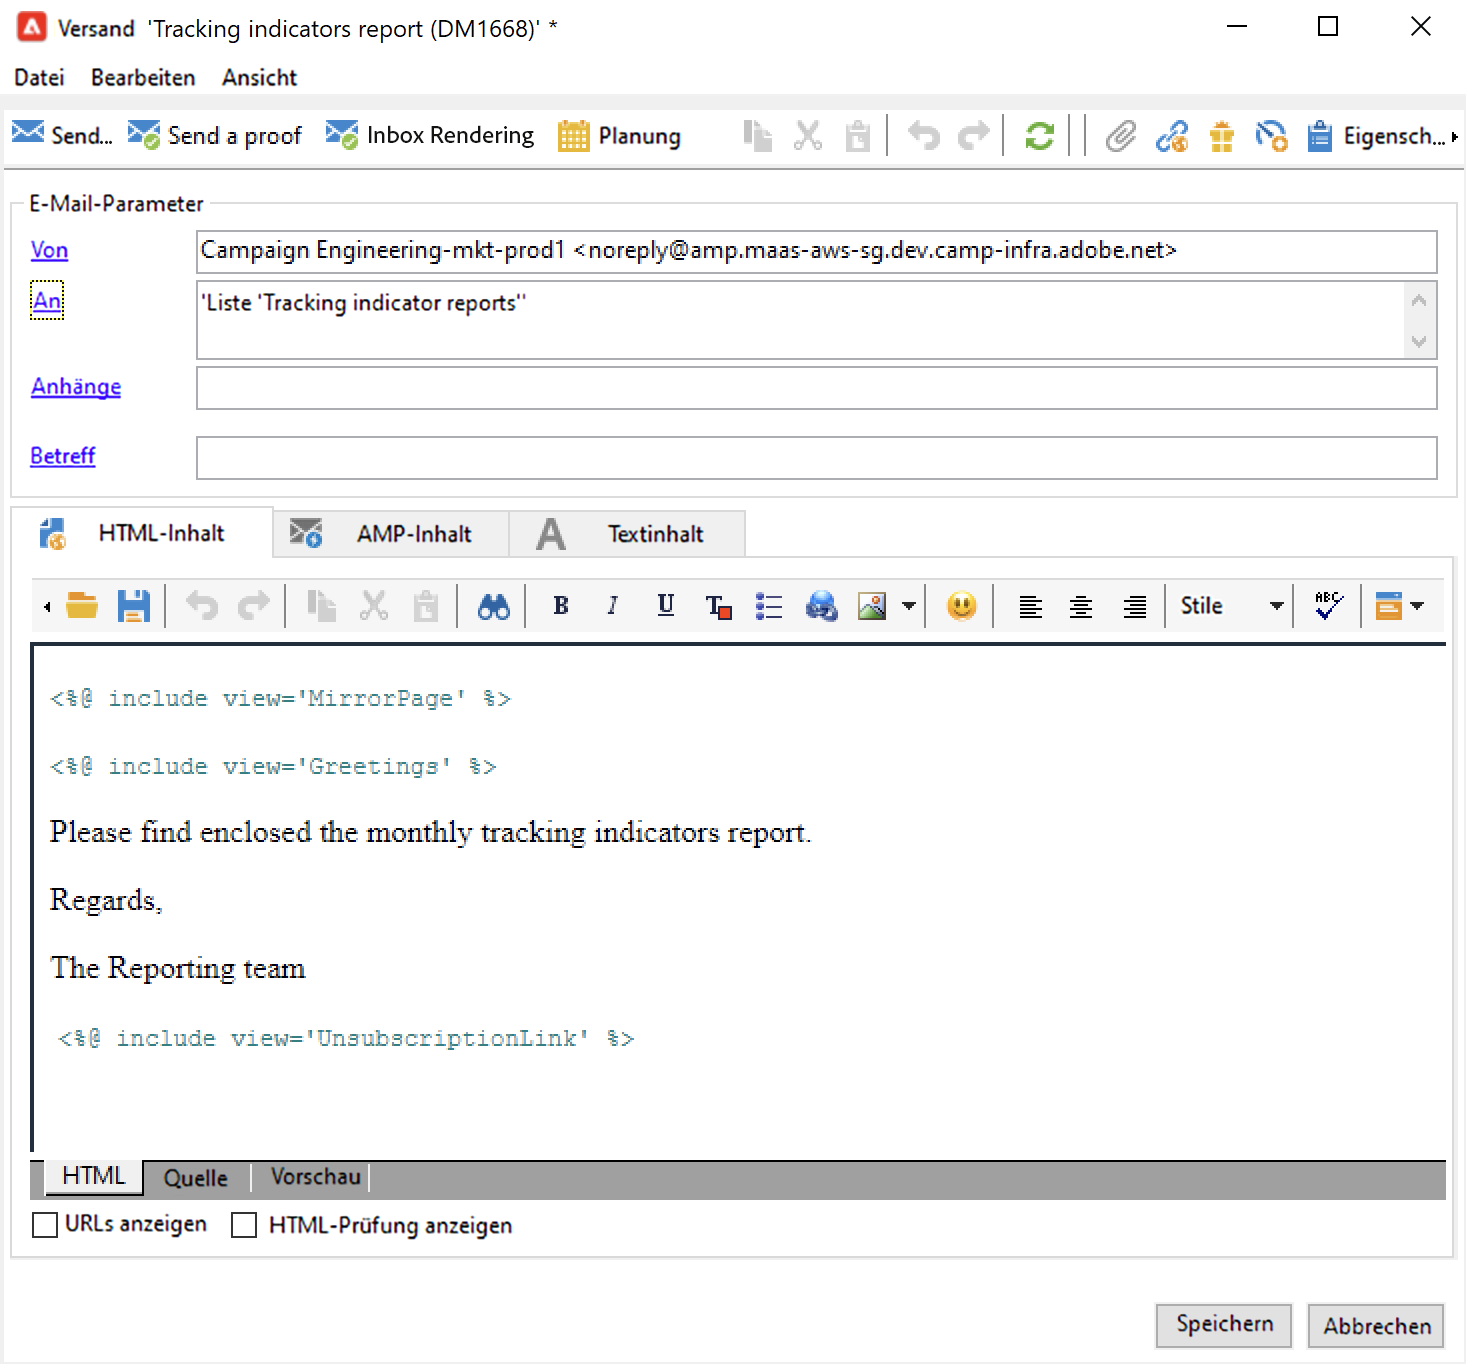 Versand 'Tracking indicators report (DM1668)' *
Datei Bearbeiten Ansicht
Send... Send a proof Inbox Rendering Planung Eigensch...
E-Mail-Parameter
Von Campaign Engineering-mkt-prod1 <noreply@amp.maas-aws-sg.dev.camp-infra.adobe.net>
An 'Liste 'Tracking indicator reports''
Anhänge
Betreff
HTML-Inhalt AMP-Inhalt A Textinhalt
B I U T Stile ABC
<%@ include view='MirrorPage' %>
<%@ include view='Greetings' %>
Please find enclosed the monthly tracking indicators report.
Regards,
The Reporting team
<%@ include view='UnsubscriptionLink' %>
HTML Quelle Vorschau
URLs anzeigen HTML-Prüfung anzeigen
Speichern Abbrechen